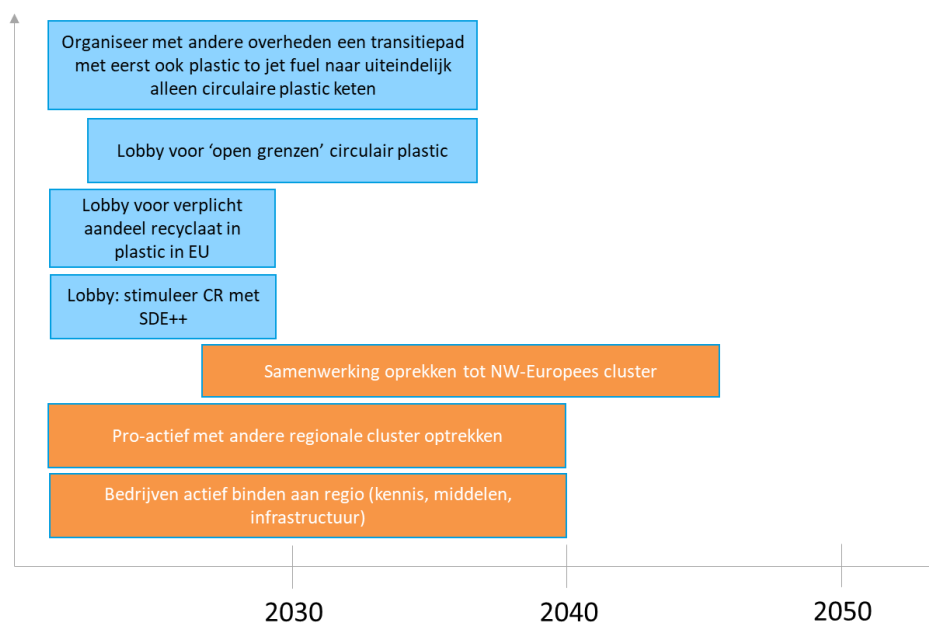 Organiseer met andere overheden een transitiepad
met eerst ook plastic to jet fuel naar uiteindelijk
alleen circulaire plastic keten
Lobby voor ‘open grenzen’ circulair plastic
Lobby voor verplicht
aandeel recyclaat in
plastic in EU
Lobby: stimuleer CR met
SDE++
Samenwerking oprekken tot NW-Europees cluster
Pro-actief met andere regionale cluster optrekken
Bedrijven actief binden aan regio (kennis, middelen,
infrastructuur)
2030
2040
2050